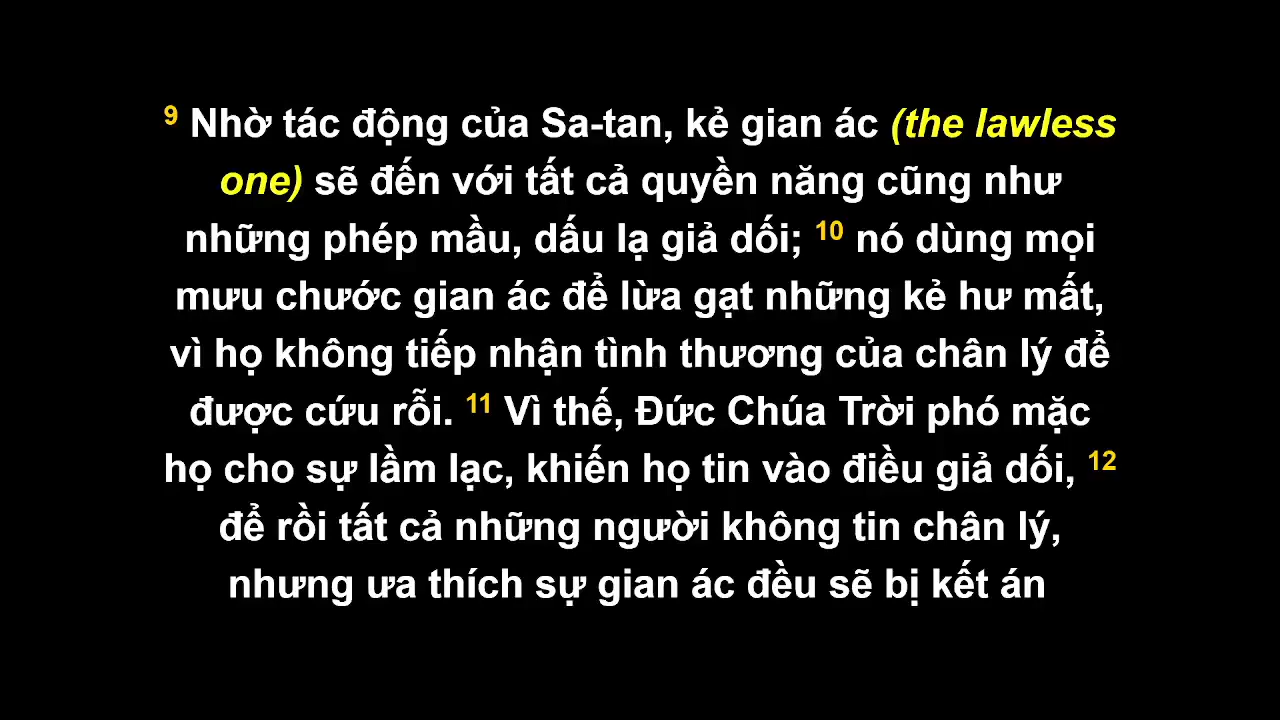 9 Nhờ tác động của Sa-tan, kẻ gian ác (the lawless
one) sẽ đến với tất cả quyền năng cũng như
những phép mầu, dấu lạ giả dối; 10 nó dùng mọi
mưu chước gian ác để lừa gạt những kẻ hư mất,
vì họ không tiếp nhận tình thương của chân lý để
được cứu rỗi. 11 Vì thế, Đức Chúa Trời phó mặc
họ cho sự lầm lạc, khiến họ tin vào điều giả dối, 12
để rồi tất cả những người không tin chân lý,
nhưng ưa thích sự gian ác đều sẽ bị kết án